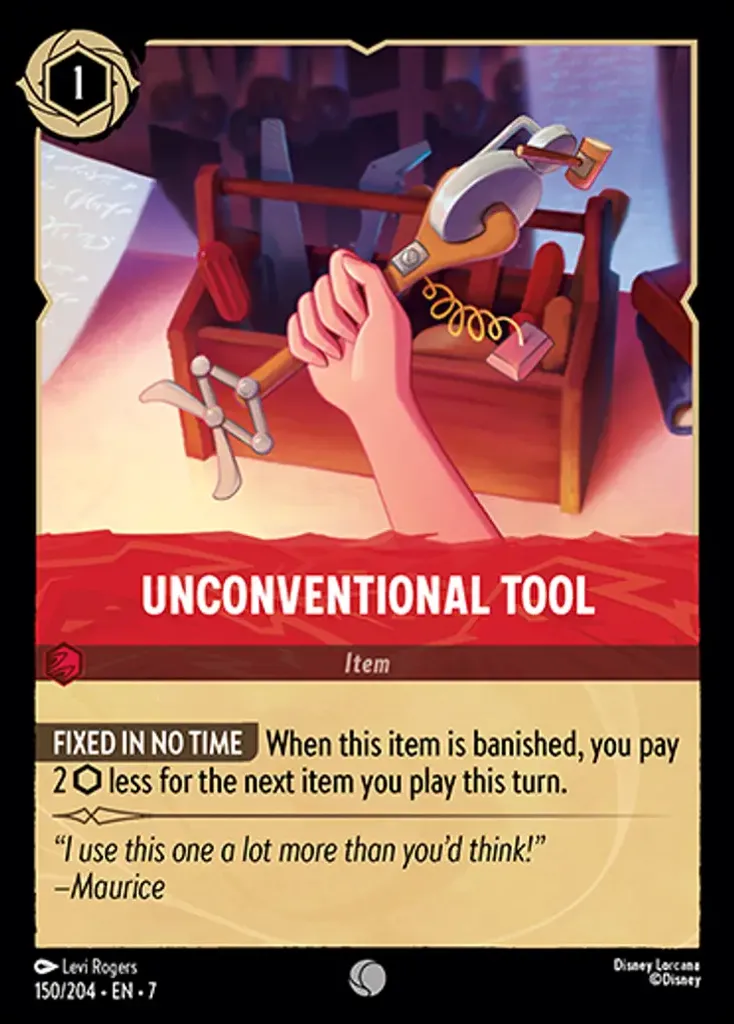 1
UNCONVENTIONAL TOOL
Item
FIXED IN NO TIME When this item is banished, you pay
2 ⬡ less for the next item you play this turn.
“I use this one a lot more than you’d think!”
–Maurice
Levi Rogers
150/204 • EN • 7
Disney Lorcana
©Disney